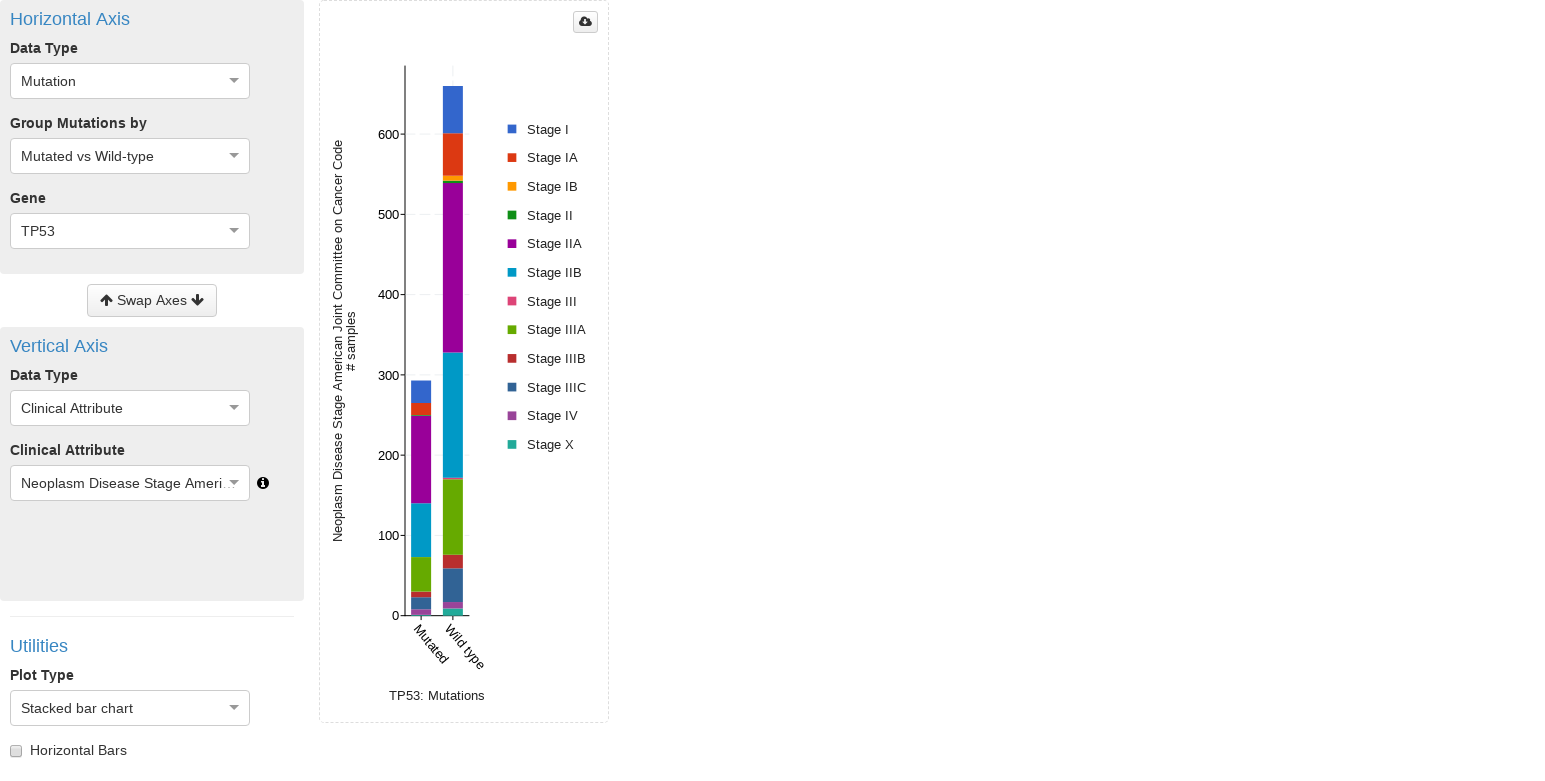 Horizontal Axis
Data Type
Mutation
Group Mutations by
Mutated vs Wild-type
Gene
TP53
Swap Axes
Vertical Axis
Data Type
Clinical Attribute
Clinical Attribute
Neoplasm Disease Stage Ameri...
Utilities
Plot Type
Stacked bar chart
Horizontal Bars
Neoplasm Disease Stage American Joint Committee on Cancer Code
# samples
600
500
400
300
200
100
0
Mutated
Wild type
TP53: Mutations
Stage I
Stage IA
Stage IB
Stage II
Stage IIA
Stage IIB
Stage III
Stage IIIA
Stage IIIB
Stage IIIC
Stage IV
Stage X